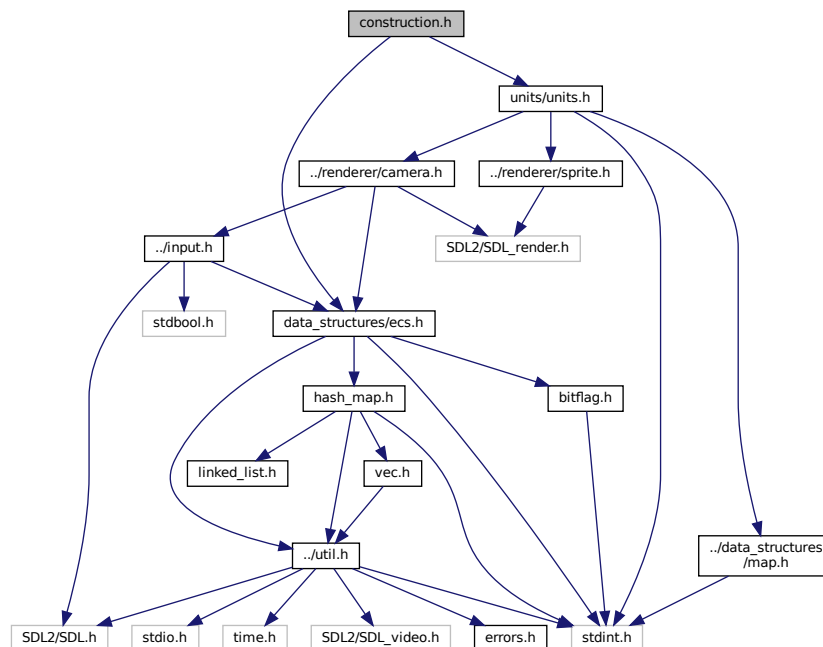 construction.h
units/units.h
../renderer/camera.h
../renderer/sprite.h
../input.h
SDL2/SDL_render.h
stdbool.h
data_structures/ecs.h
hash_map.h
bitflag.h
linked_list.h
vec.h
../util.h
../data_structures
/map.h
SDL2/SDL.h
stdio.h
time.h
SDL2/SDL_video.h
errors.h
stdint.h